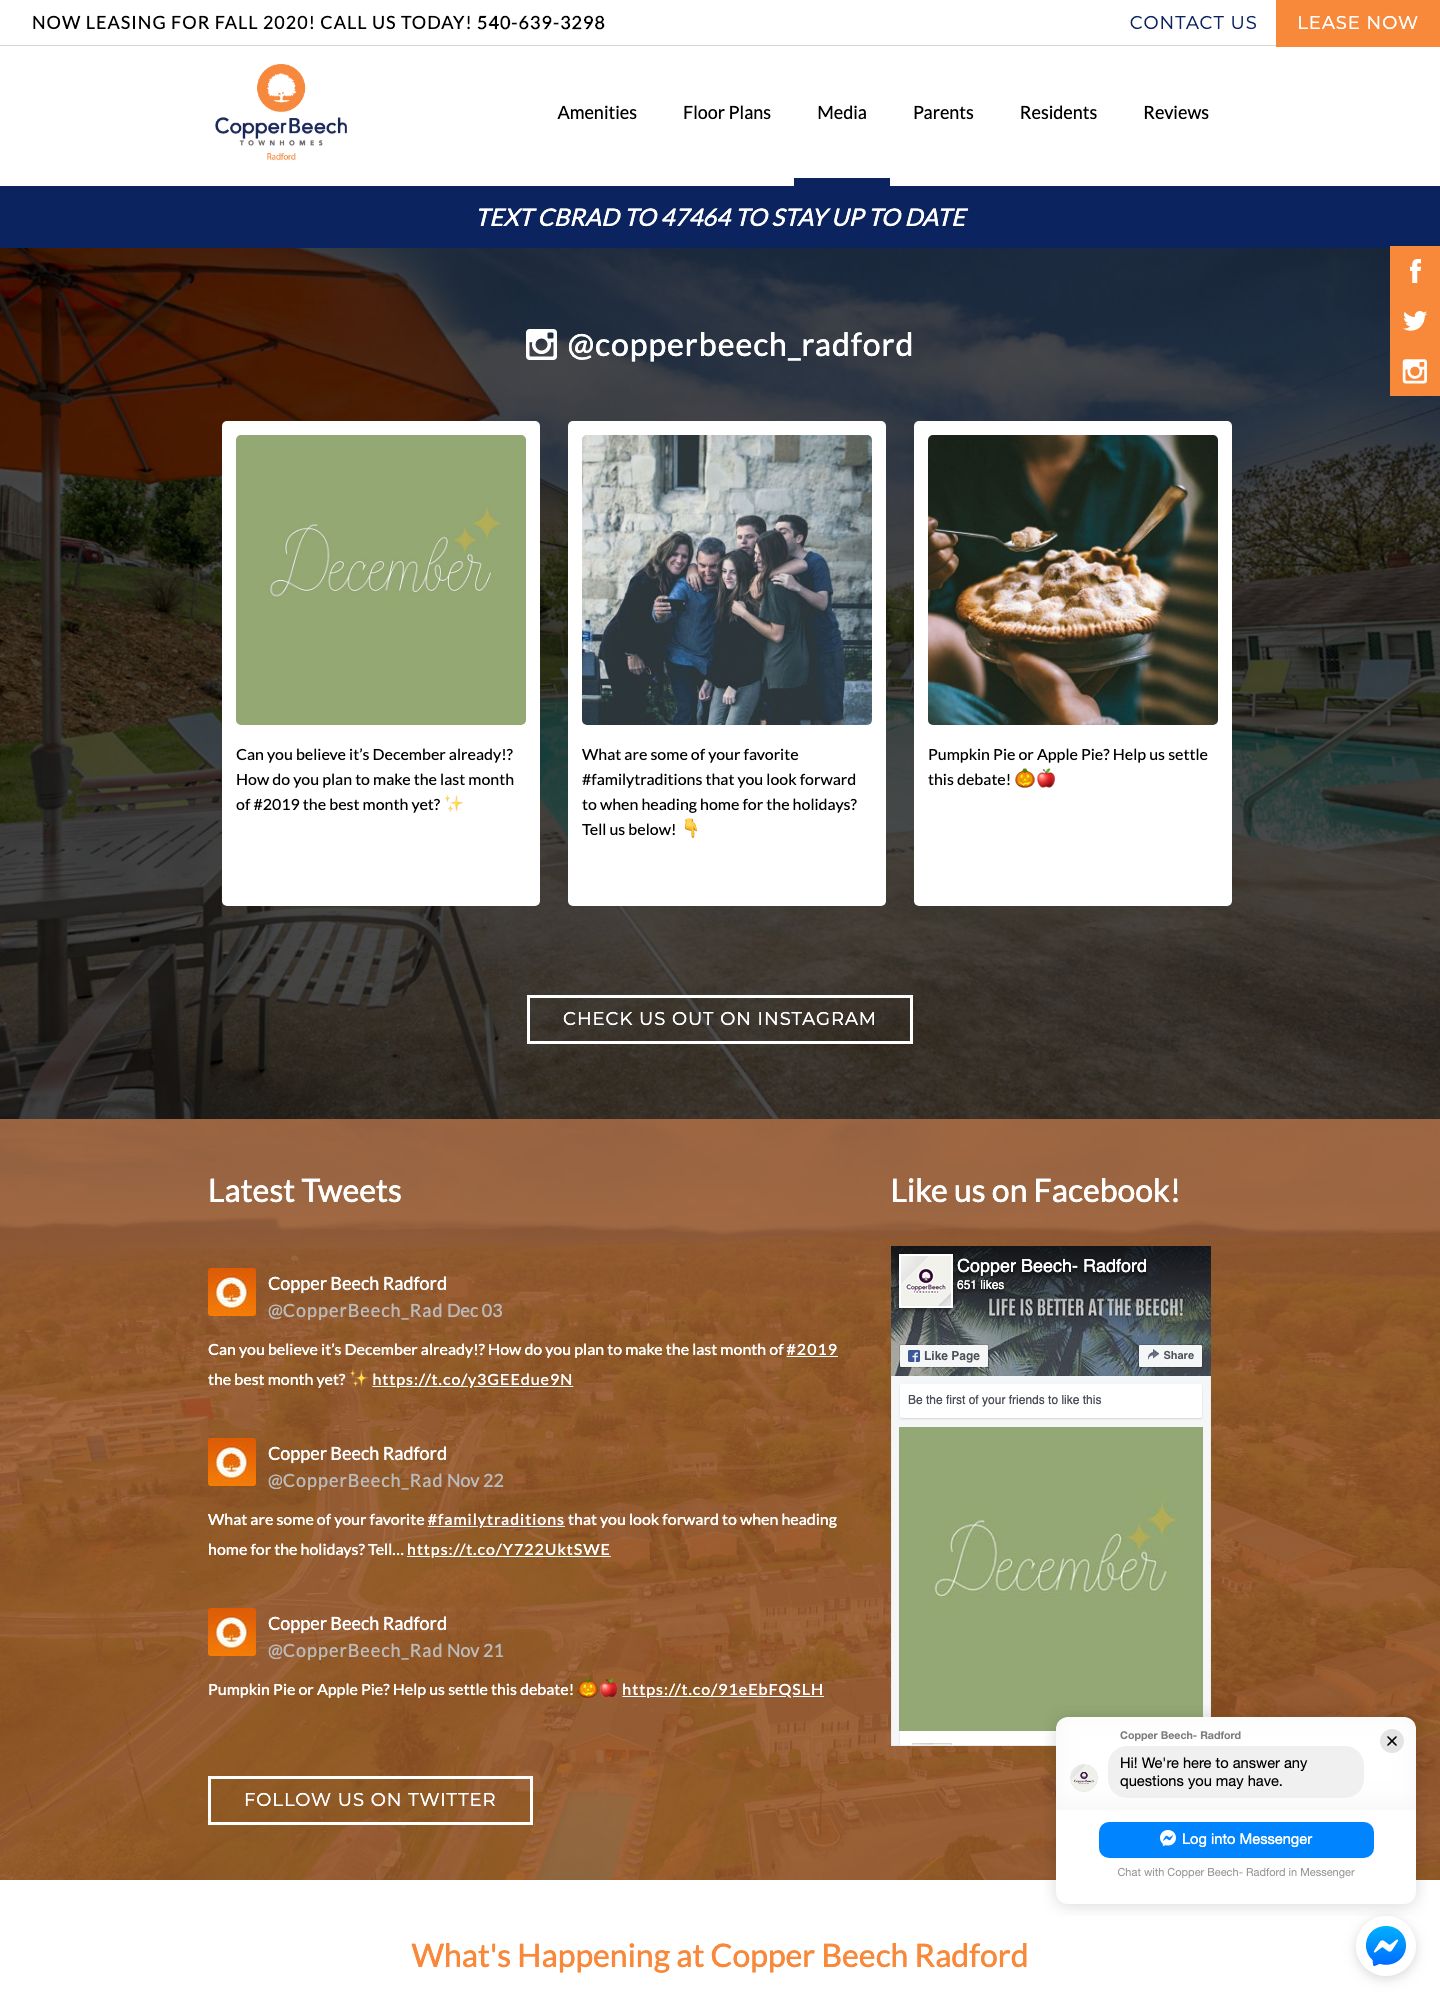 NOW LEASING FOR FALL 2020! CALL US TODAY! 540-639-3298
CONTACT US
LEASE NOW
CopperBeech
TOWNHOMES
Radford
Amenities
Floor Plans
Media
Parents
Residents
Reviews
TEXT CBRAD TO 47464 TO STAY UP TO DATE
@copperbeech_radford
December
Can you believe it's December already!?
How do you plan to make the last month
of #2019 the best month yet? ✨
What are some of your favorite
#familytraditions that you look forward
to when heading home for the holidays?
Tell us below! 👇
Pumpkin Pie or Apple Pie? Help us settle
this debate! 🎃🍎
CHECK US OUT ON INSTAGRAM
Latest Tweets
Copper Beech Radford
@CopperBeech_Rad Dec 03
Can you believe it's December already!? How do you plan to make the last month of #2019
the best month yet? ✨ https://t.co/y3GEEdue9N
Copper Beech Radford
@CopperBeech_Rad Nov 22
What are some of your favorite #familytraditions that you look forward to when heading
home for the holidays? Tell... https://t.co/Y722UktSWE
Copper Beech Radford
@CopperBeech_Rad Nov 21
Pumpkin Pie or Apple Pie? Help us settle this debate! 🎃🍎 https://t.co/91eEbFQSLH
FOLLOW US ON TWITTER
Like us on Facebook!
CopperBeech
Copper Beech- Radford
651 likes
LIFE IS BETTER AT THE BEECH!
Like Page
Share
Be the first of your friends to like this
December
Copper Beech- Radford
Hi! We're here to answer any
questions you may have.
Log into Messenger
Chat with Copper Beech- Radford in Messenger
What's Happening at Copper Beech Radford